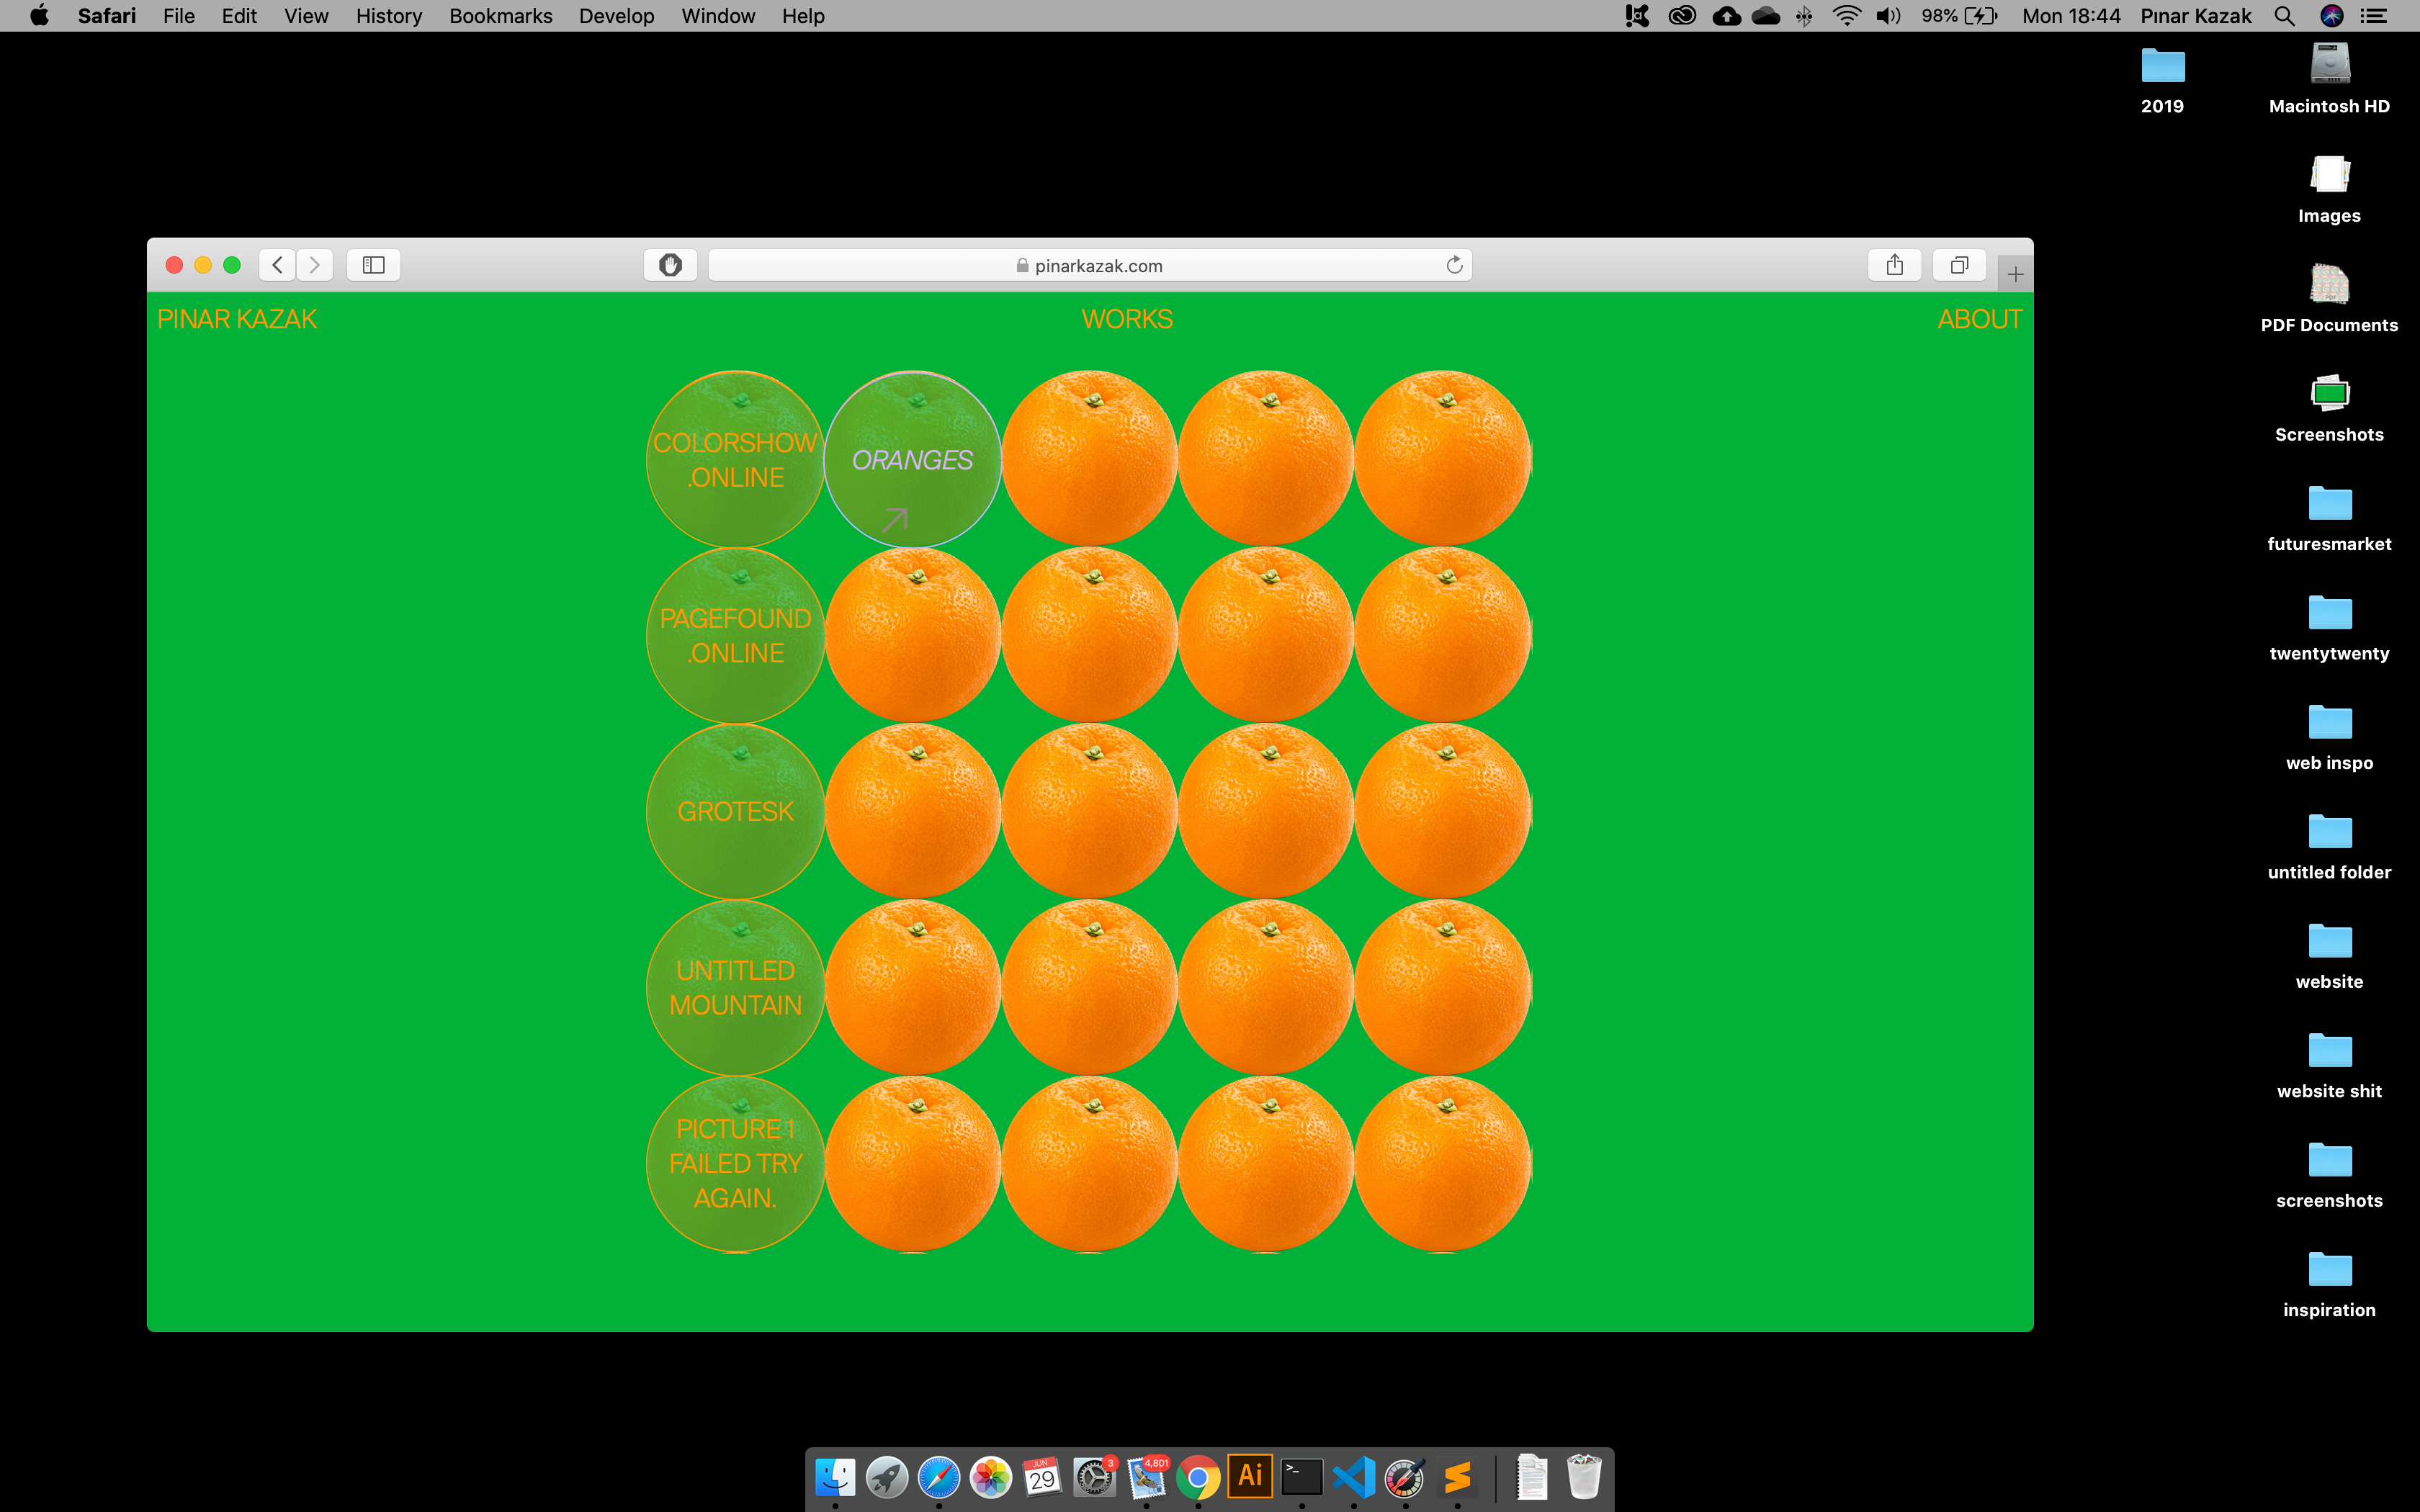 Safari File Edit View History Bookmarks Develop Window Help 98% Mon 18:44 Pınar Kazak
2019
Macintosh HD
Images
PDF Documents
Screenshots
futuresmarket
twentytwenty
web inspo
untitled folder
website
website shit
screenshots
inspiration
pinarkazak.com
PINAR KAZAK WORKS ABOUT
COLORSHOW
.ONLINE
ORANGES
PAGEFOUND
.ONLINE
GROTESK
UNTITLED
MOUNTAIN
PICTURE 1
FAILED TRY
AGAIN.
JUN
29
3
4,801
Ai
>_